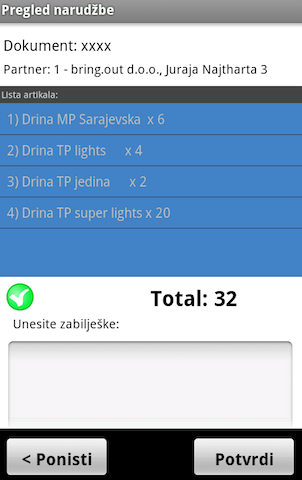 Pregled narudžbe
Dokument: xxxx
Partner: 1 - bring.out d.o.o., Juraja Najtharta 3
Lista artikala:
1) Drina MP Sarajevska x 6
2) Drina TP lights x 4
3) Drina TP jedina x 2
4) Drina TP super lights x 20
Total: 32
Unesite zabilješke:
< Ponisti
Potvrdi